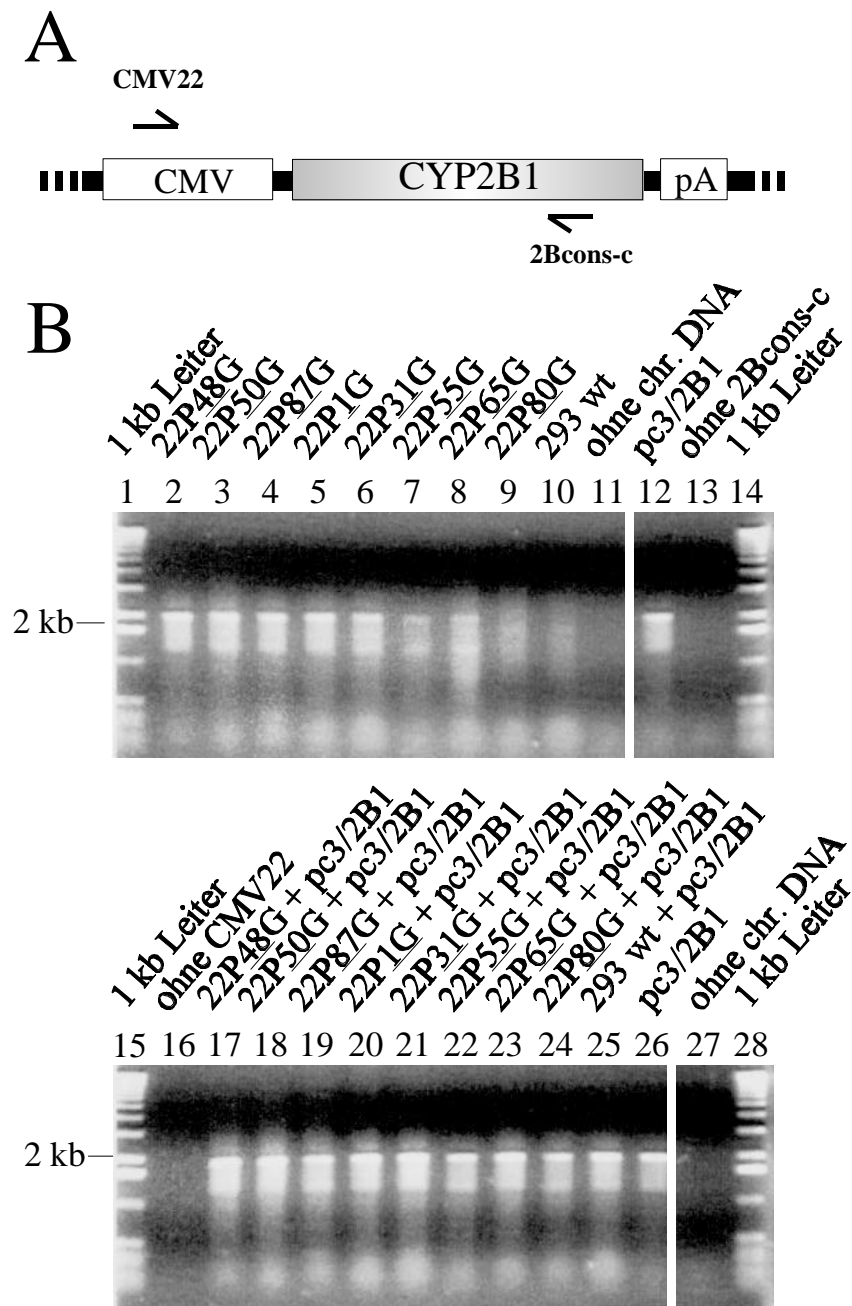 A
CMV22
CMV
CYP2B1
pA
2Bcons-c
B
1 kb Leiter
22P48G
22P50G
22P87G
22P1G
22P31G
22P55G
22P65G
22P80G
293 wt
ohne chr. DNA
pc3/2B1
ohne 2Bcons-c
1 kb Leiter
1 2 3 4 5 6 7 8 9 10 11 12 13 14
2 kb
1 kb Leiter
ohne CMV22
22P48G + pc3/2B1
22P50G + pc3/2B1
22P87G + pc3/2B1
22P1G + pc3/2B1
22P31G + pc3/2B1
22P55G + pc3/2B1
22P65G + pc3/2B1
22P80G + pc3/2B1
293 wt + pc3/2B1
pc3/2B1
ohne chr. DNA
1 kb Leiter
15 16 17 18 19 20 21 22 23 24 25 26 27 28
2 kb